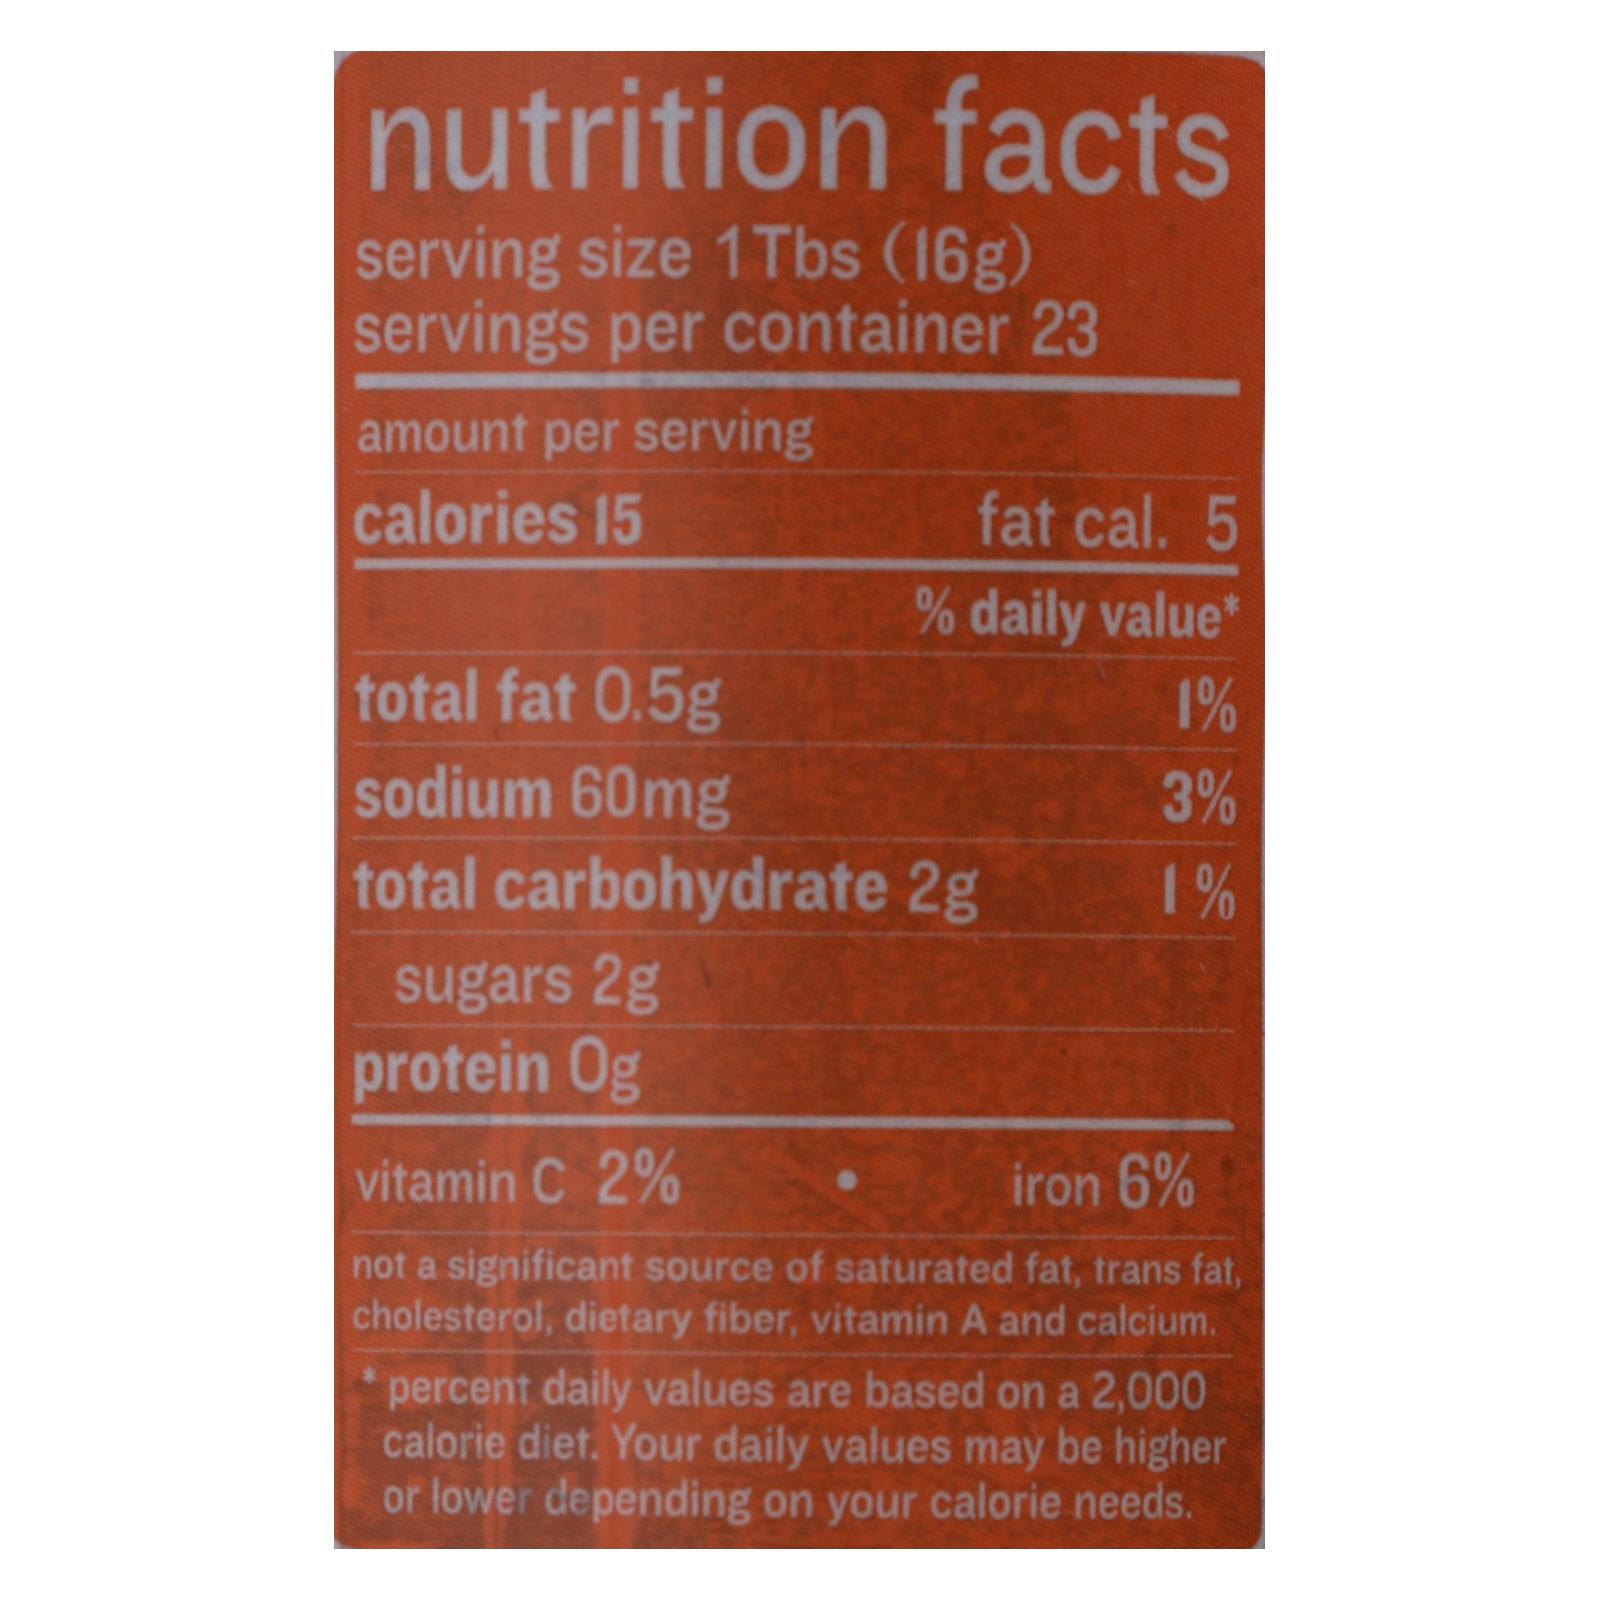 nutrition facts
serving size 1 Tbs (16g)
servings per container 23
amount per serving
calories 15 fat cal. 5
% daily value*
total fat 0.5g 1%
sodium 60mg 3%
total carbohydrate 2g 1%
sugars 2g
protein 0g
vitamin C 2% • iron 6%
not a significant source of saturated fat, trans fat,
cholesterol, dietary fiber, vitamin A and calcium.
* percent daily values are based on a 2,000
calorie diet. Your daily values may be higher
or lower depending on your calorie needs.